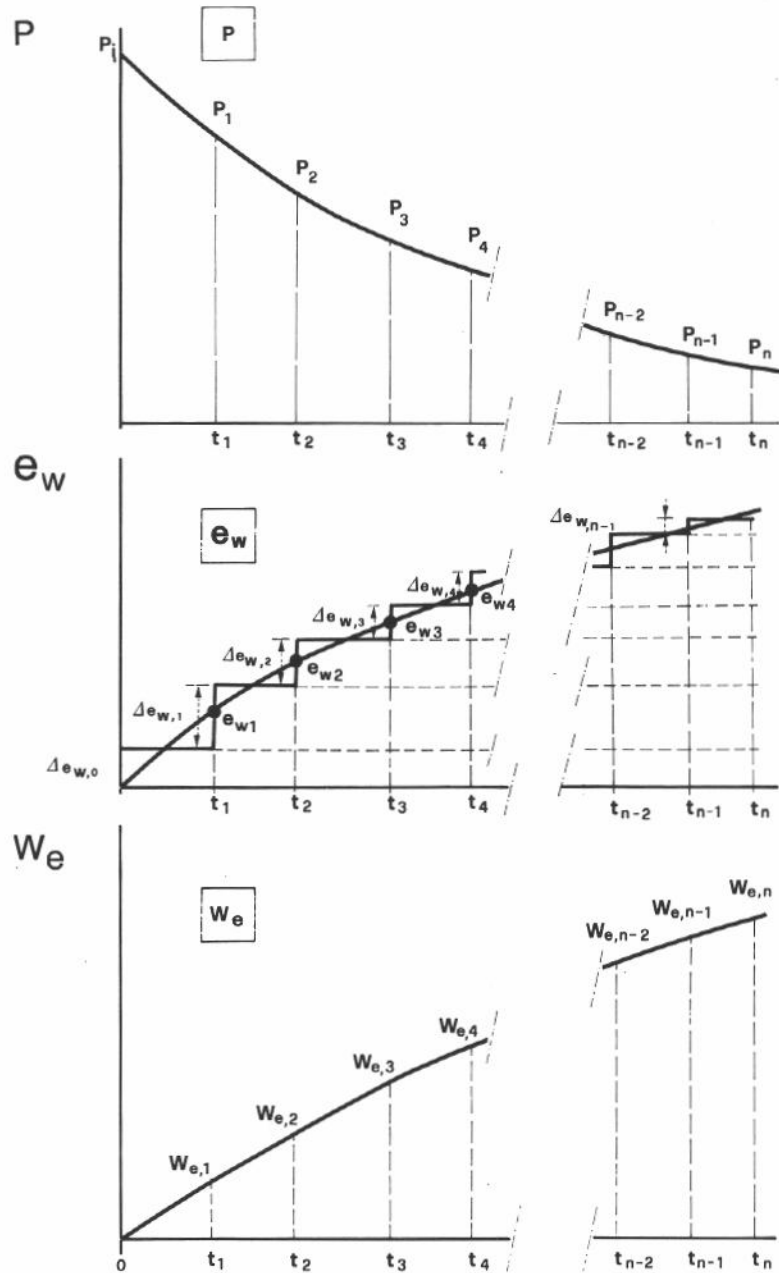 P
P
Pi
P1
P2
P3
P4
Pn-2
Pn-1
Pn
t1 t2 t3 t4 tn-2 tn-1 tn
ew
ew
Δew,n-1
Δew,4
Δew,3
Δew,2
Δew,1
Δew,0
ew4
ew3
ew2
ew1
t1 t2 t3 t4 tn-2 tn-1 tn
We
We
We,n
We,n-1
We,n-2
We,4
We,3
We,2
We,1
0 t1 t2 t3 t4 tn-2 tn-1 tn